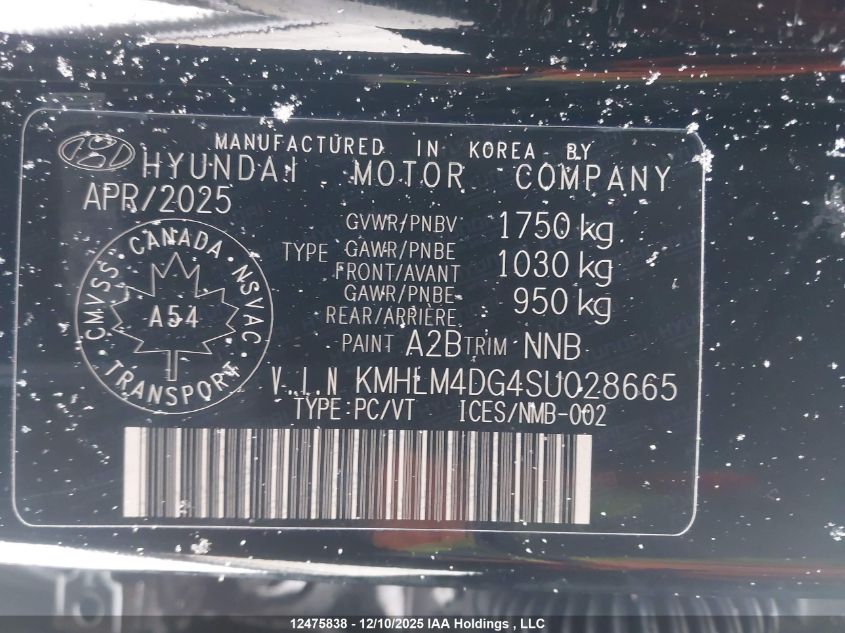 MANUFACTURED IN KOREA BY
HYUNDAI MOTOR COMPANY
APR/2025
GVWR/PNBV 1750 kg
TYPE GAWR/PNBE
FRONT/AVANT 1030 kg
GAWR/PNBE
REAR/ARRIÈRE 950 kg
PAINT A2B TRIM NNB
V.I.N KMHLM4DG4SU028665
TYPE:PC/VT ICES/NMB-002
CMVSS · CANADA · NSVAC ·
A54
TRANSPORT
12475838 - 12/10/2025 IAA Holdings , LLC